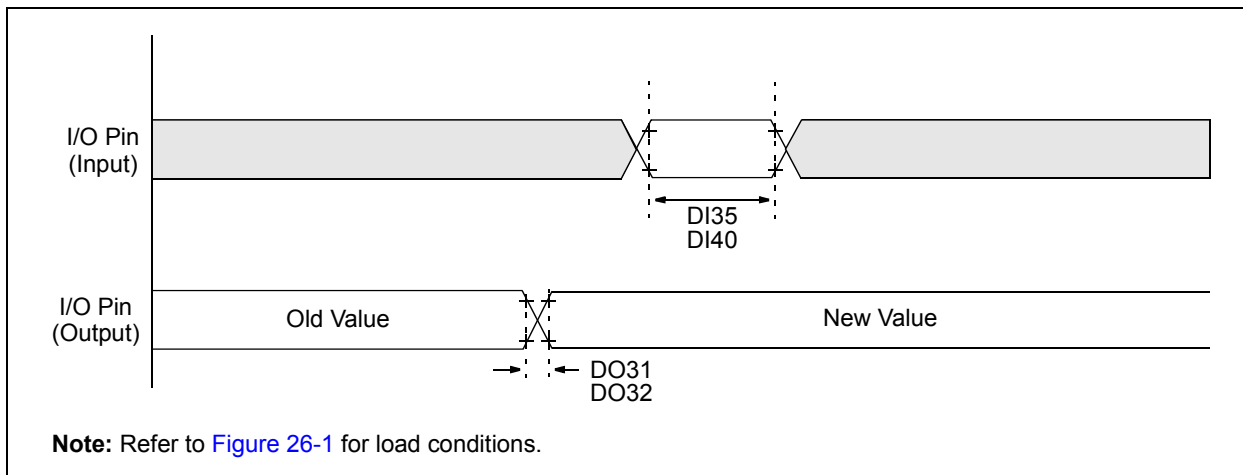 I/O Pin
(Input)
DI35
DI40
I/O Pin
(Output)
Old Value
New Value
DO31
DO32
Note: Refer to Figure 26-1 for load conditions.